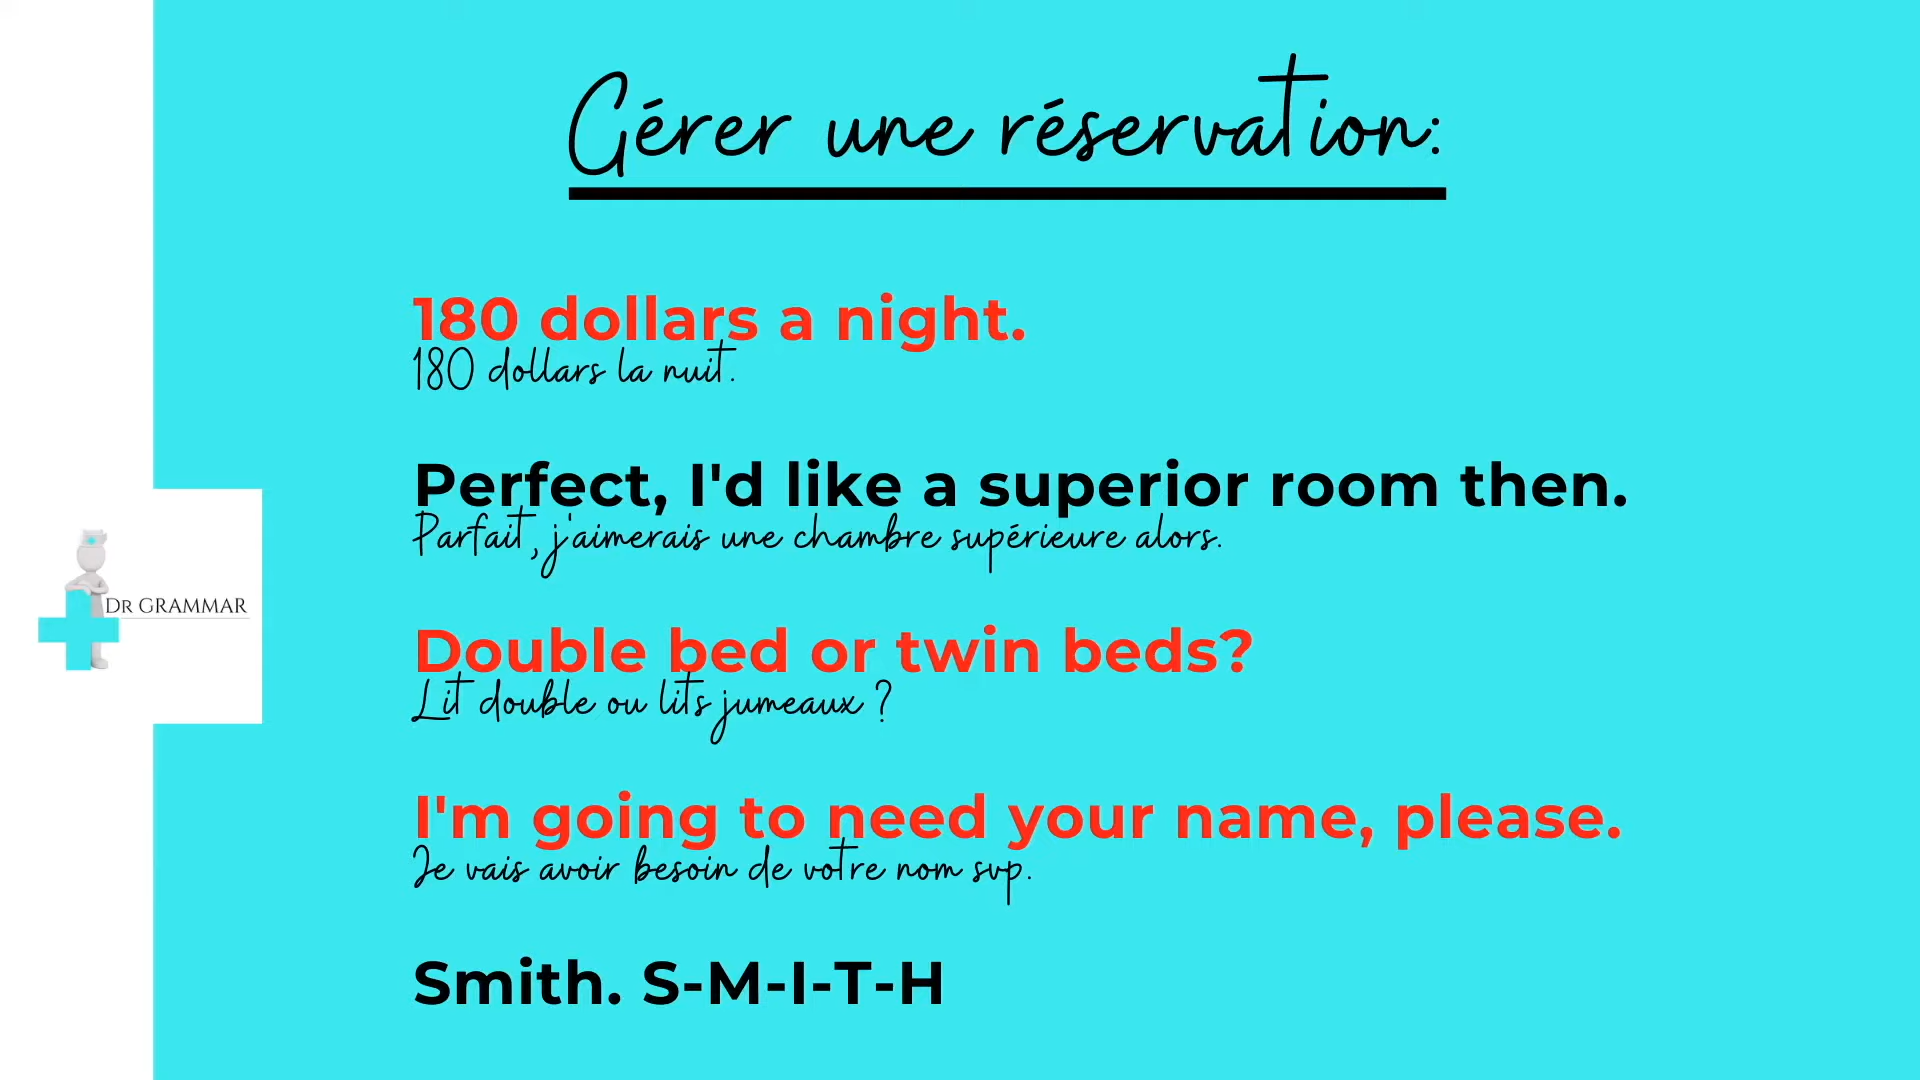 Gérer une réservation:
180 dollars a night.
180 dollars la nuit.
Perfect, I'd like a superior room then.
Parfait, j'aimerais une chambre supérieure alors.
Double bed or twin beds?
Lit double ou lits jumeaux ?
I'm going to need your name, please.
Je vais avoir besoin de votre nom svp.
Smith. S-M-I-T-H
DR GRAMMAR